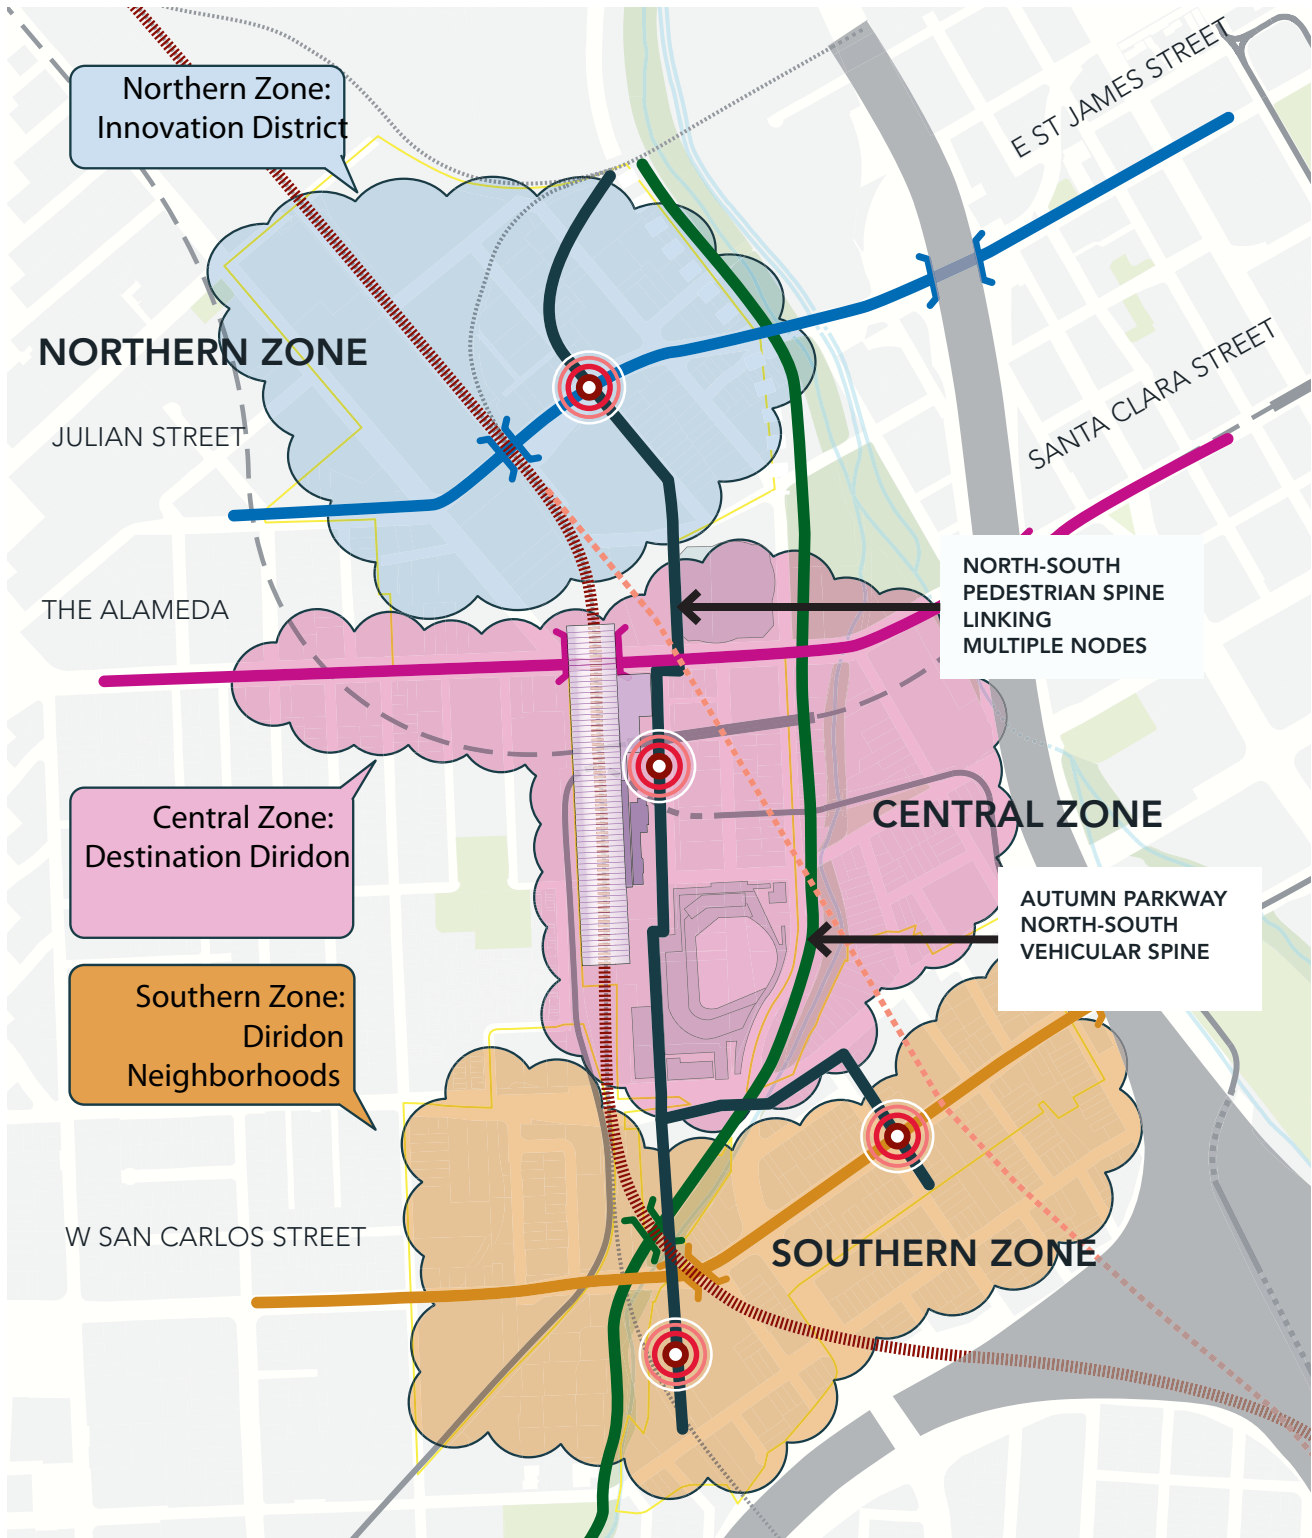 Northern Zone:
Innovation District
E ST JAMES STREET
NORTHERN ZONE
SANTA CLARA STREET
JULIAN STREET
NORTH-SOUTH
PEDESTRIAN SPINE
LINKING
MULTIPLE NODES
THE ALAMEDA
Central Zone:
Destination Diridon
CENTRAL ZONE
AUTUMN PARKWAY
NORTH-SOUTH
VEHICULAR SPINE
Southern Zone:
Diridon
Neighborhoods
W SAN CARLOS STREET
SOUTHERN ZONE